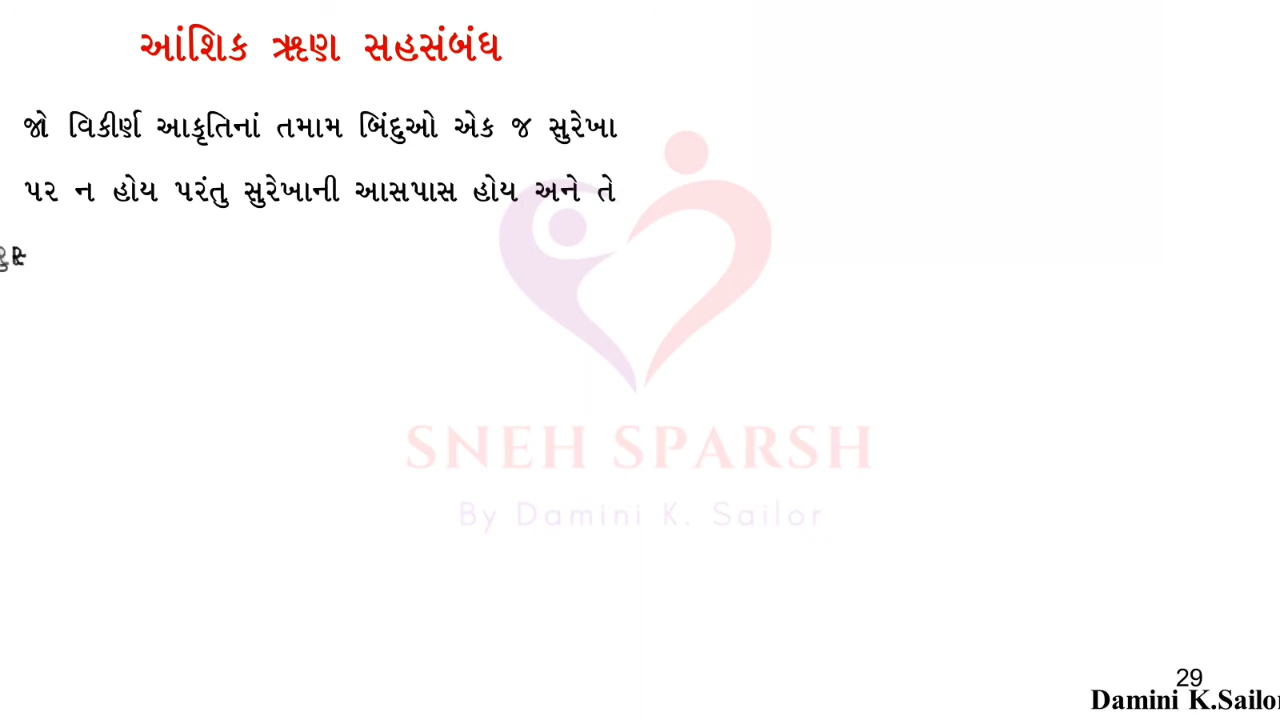 આંશિક ઋણ સહસંબંધ
જો વિકીર્ણ આકૃતિનાં તમામ બિંદુઓ એક જ સુરેખા
પર ન હોય પરંતુ સુરેખાની આસપાસ હોય અને તે
SNEH SPARSH
By Damini K. Sailor
29
Damini K.Sailor